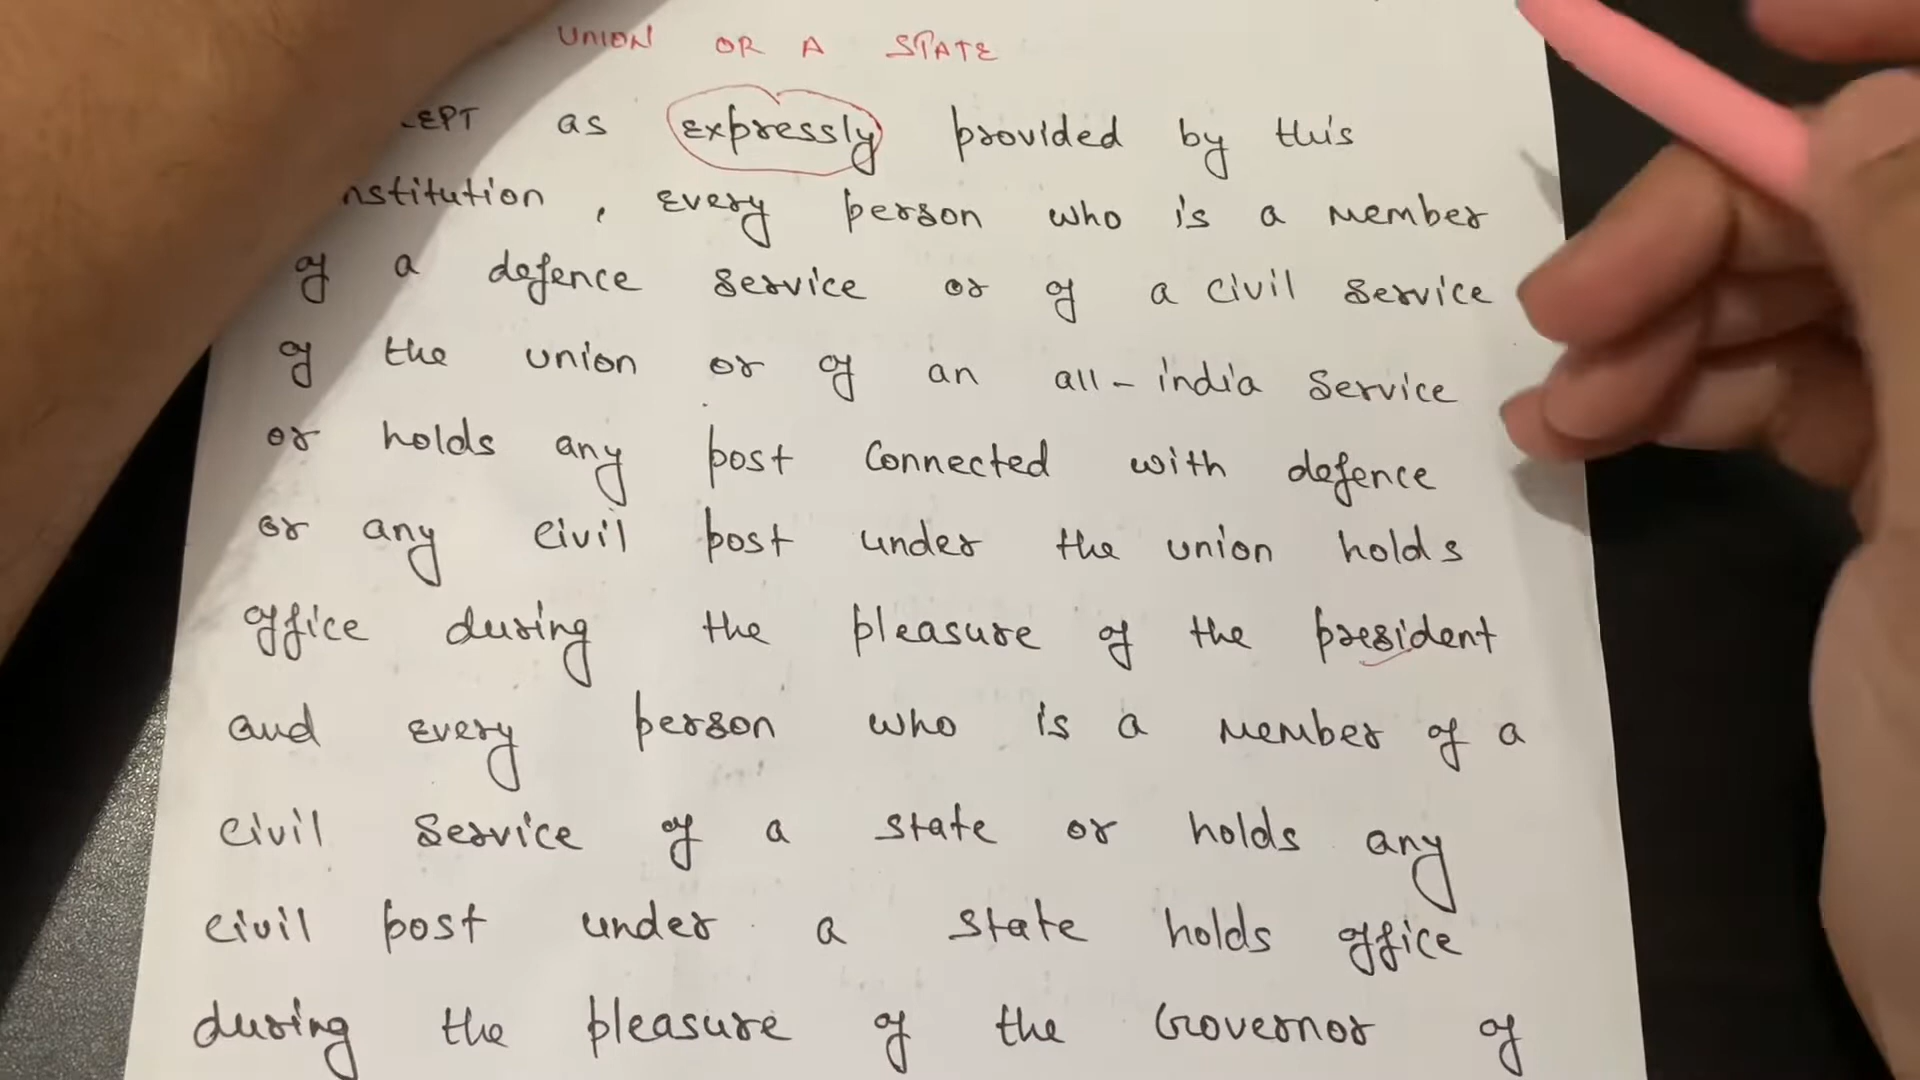 UNION OR A STATE
as expressly provided by this
nstitution, every person who is a member
of a defence service or of a civil service
of the union or of an all-india service
or holds any post connected with defence
or any civil post under the union holds
office during the pleasure of the president
and every person who is a member of a
civil service of a state or holds any
civil post under a state holds office
during the pleasure of the Governor of